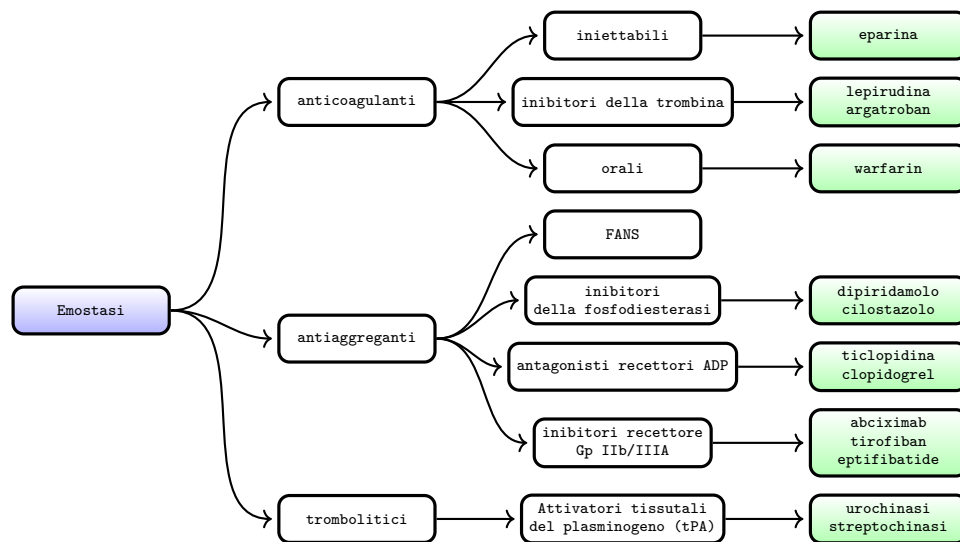 iniettabili
eparina
anticoagulanti
inibitori della trombina
lepirudina
argatroban
orali
warfarin
FANS
Emostasi
inibitori
della fosfodiesterasi
dipiridamolo
cilostazolo
antiaggreganti
antagonisti recettori ADP
ticlopidina
clopidogrel
inibitori recettore
Gp IIb/IIIA
abciximab
tirofiban
eptifibatide
trombolitici
Attivatori tissutali
del plasminogeno (tPA)
urochinasi
streptochinasi